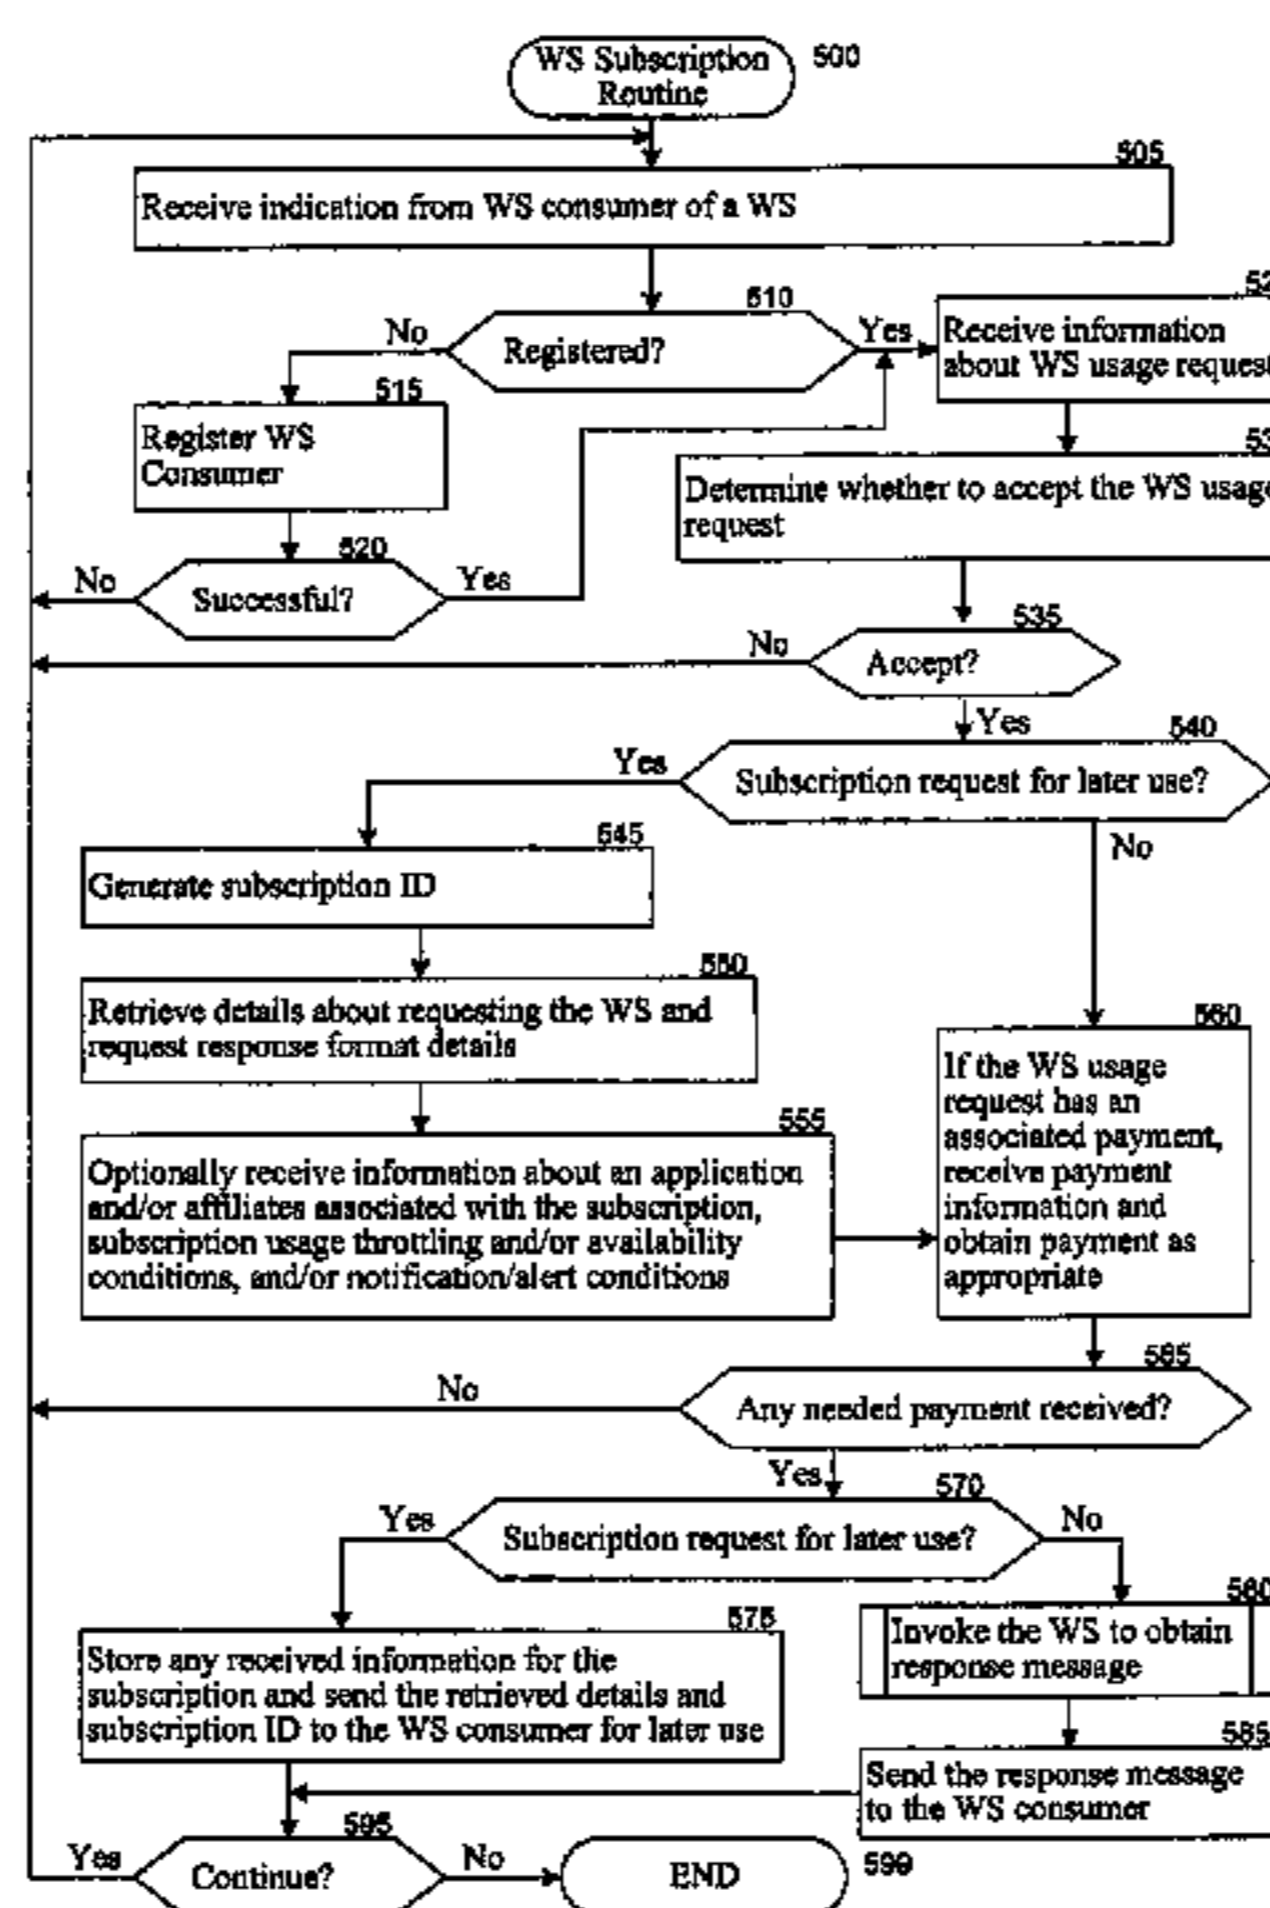 WS Subscription
Routine
500
505
Receive indication from WS consumer of a WS
510
No
Registered?
Yes
Receive information
about WS usage request
515
Register WS
Consumer
Determine whether to accept the WS usage
request
520
No
Successful?
Yes
535
No
Accept?
Yes
540
Yes
Subscription request for later use?
No
545
Generate subscription ID
550
Retrieve details about requesting the WS and
request response format details
560
If the WS usage
request has an
associated payment,
receive payment
information and
obtain payment as
appropriate
555
Optionally receive information about an application
and/or affiliates associated with the subscription,
subscription usage throttling and/or availability
conditions, and/or notification/alert conditions
565
No
Any needed payment received?
Yes
570
Yes
Subscription request for later use?
No
575
Store any received information for the
subscription and send the retrieved details and
subscription ID to the WS consumer for later use
580
Invoke the WS to obtain
response message
585
Send the response message
to the WS consumer
595
Yes
Continue?
No
END
599